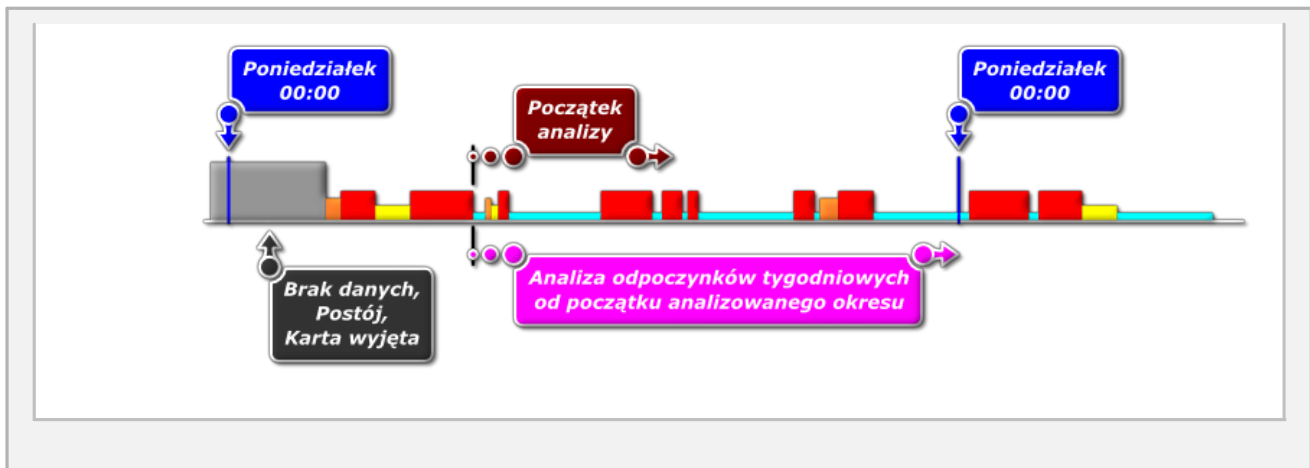 Poniedziałek
00:00
Poniedziałek
00:00
Początek
analizy
Analiza odpoczynków tygodniowych
od początku analizowanego okresu
Brak danych,
Postój,
Karta wyjęta